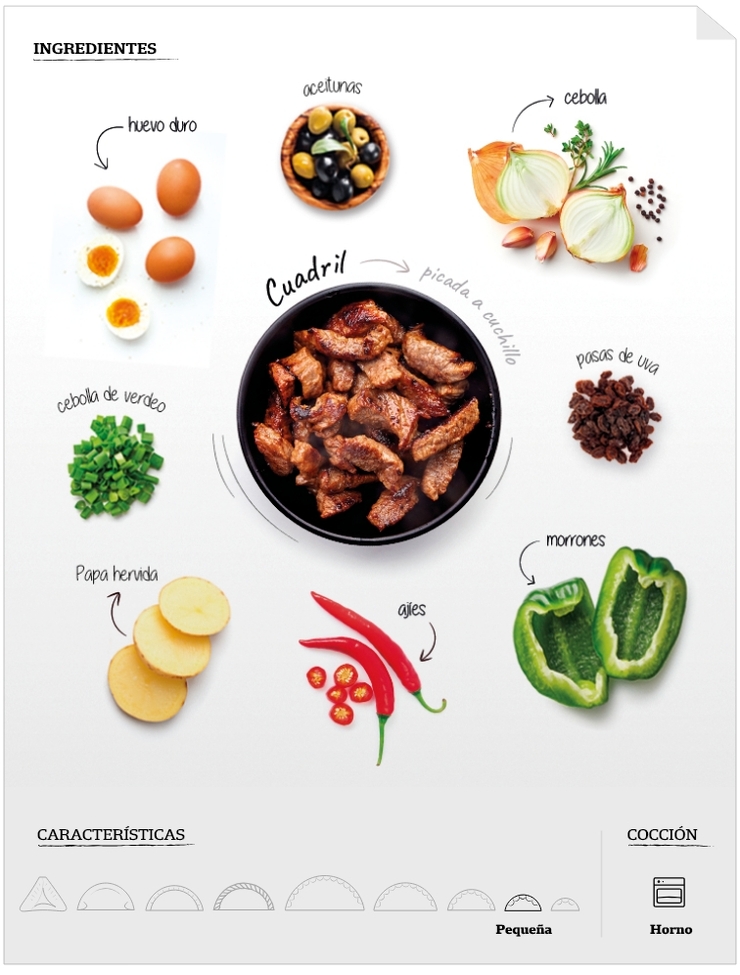 INGREDIENTES
aceitunas
cebolla
huevo duro
Cuadril
picada a cuchillo
pasas de uva
cebolla de verdeo
morrones
Papa hervida
ajíes
CARACTERÍSTICAS
COCCIÓN
Pequeña
Horno